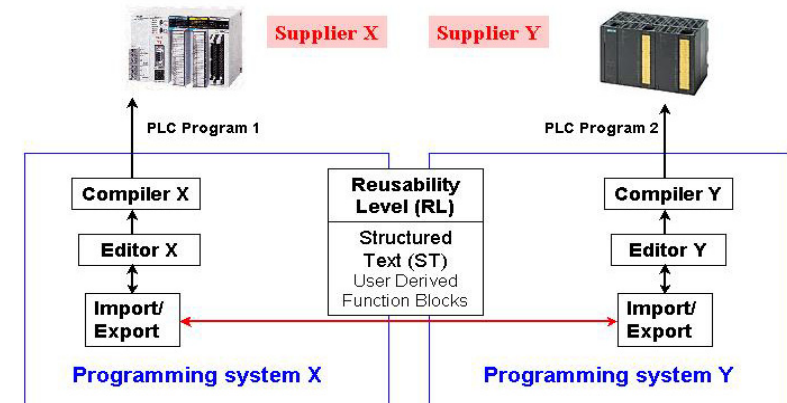 Supplier X
Supplier Y
PLC Program 1
PLC Program 2
Compiler X
Editor X
Import/
Export
Programming system X
Reusability
Level (RL)
Structured
Text (ST)
User Derived
Function Blocks
Compiler Y
Editor Y
Import/
Export
Programming system Y